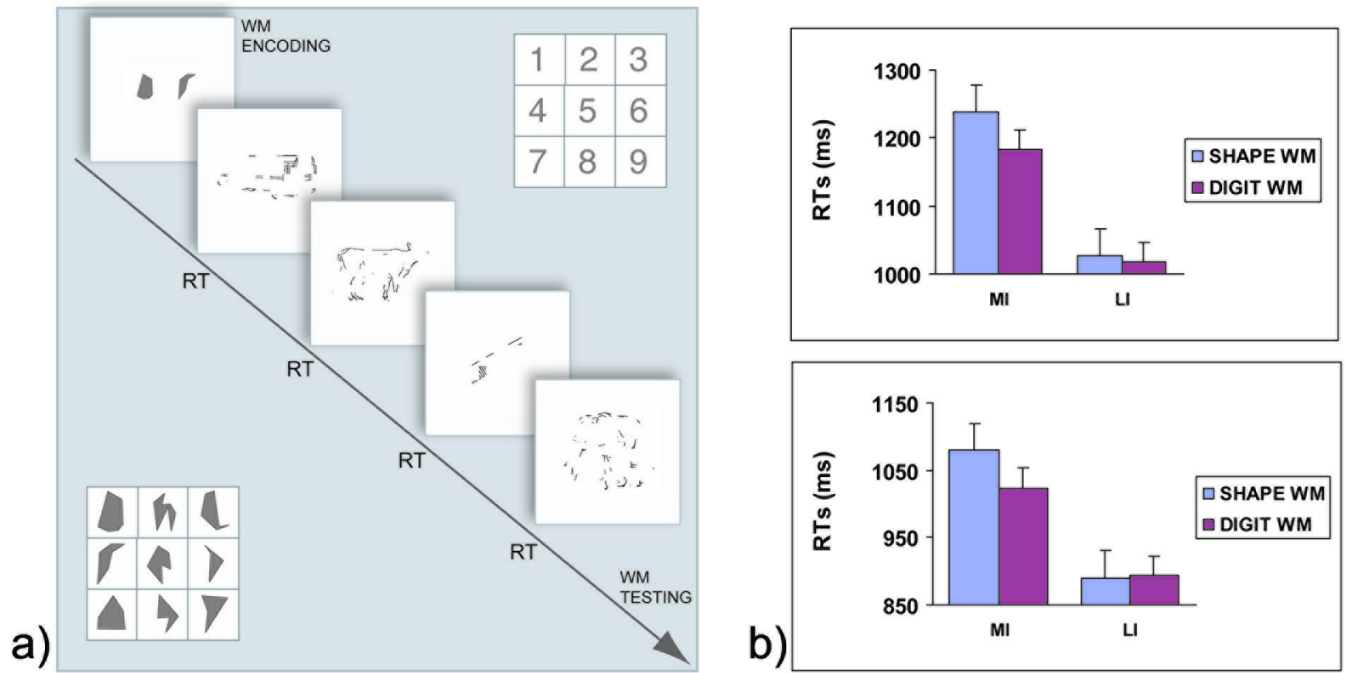 WM
ENCODING
1 2 3
4 5 6
7 8 9
RT
RT
RT
RT
WM
TESTING
a)
1300
1200
1100
1000
RTs (ms)
MI LI
SHAPE WM
DIGIT WM
1150
1050
950
850
RTs (ms)
MI LI
SHAPE WM
DIGIT WM
b)